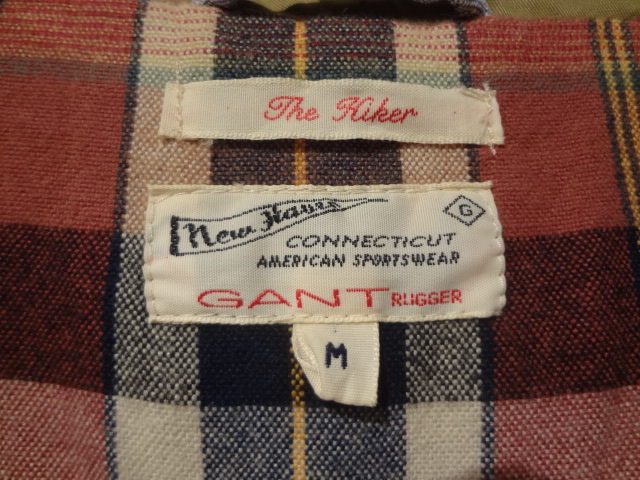 The Hiker
New Haven
G
CONNECTICUT
AMERICAN SPORTSWEAR
GANT RUGGER
M